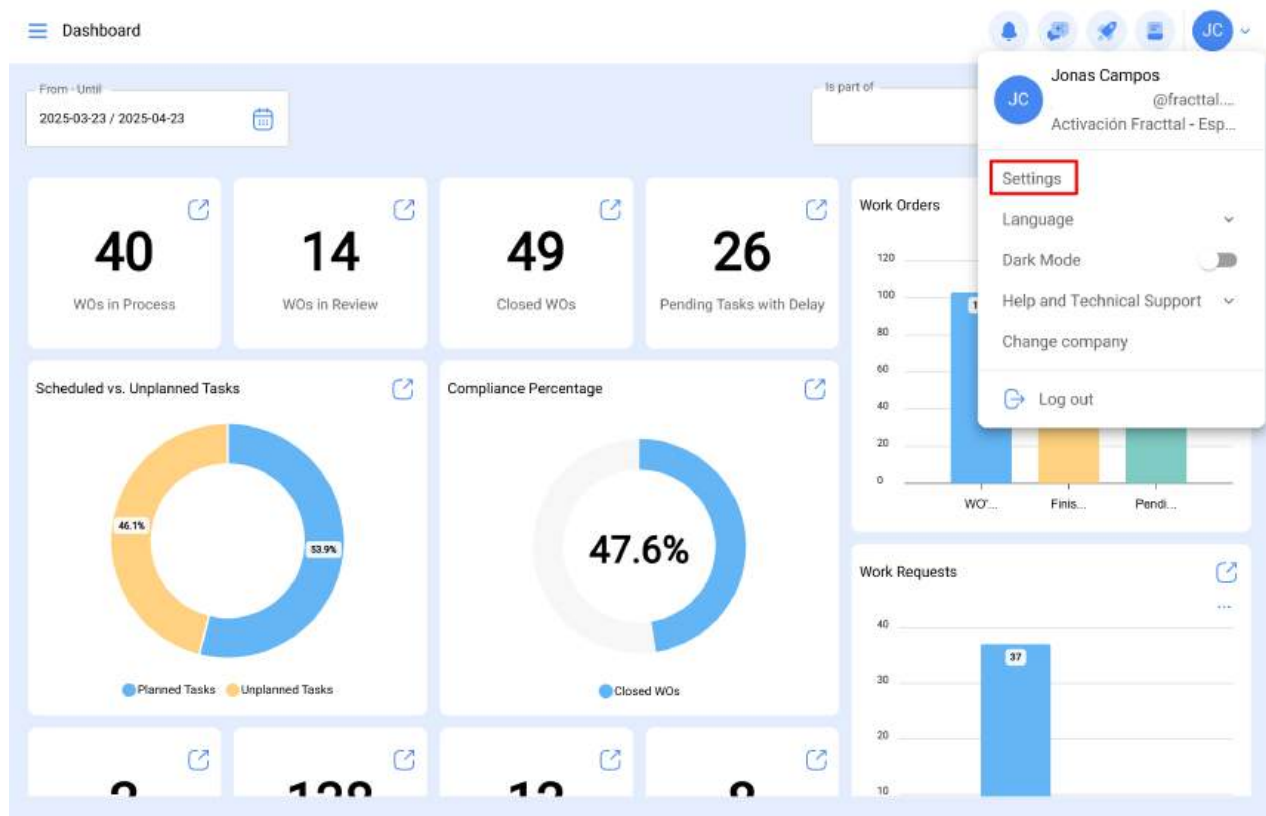 Dashboard
JC
From - Until
2025-03-23 / 2025-04-23
Is part of
JC
Jonas Campos
@fracttal....
Activación Fracttal - Esp...
Settings
Language
Dark Mode
Help and Technical Support
Change company
Log out
40
WOs in Process
14
WOs in Review
49
Closed WOs
26
Pending Tasks with Delay
Work Orders
120
100
80
60
40
20
0
WO'...
Finis...
Pendi...
Scheduled vs. Unplanned Tasks
46.1%
53.9%
Planned Tasks
Unplanned Tasks
Compliance Percentage
47.6%
Closed WOs
Work Requests
...
40
37
30
20
10